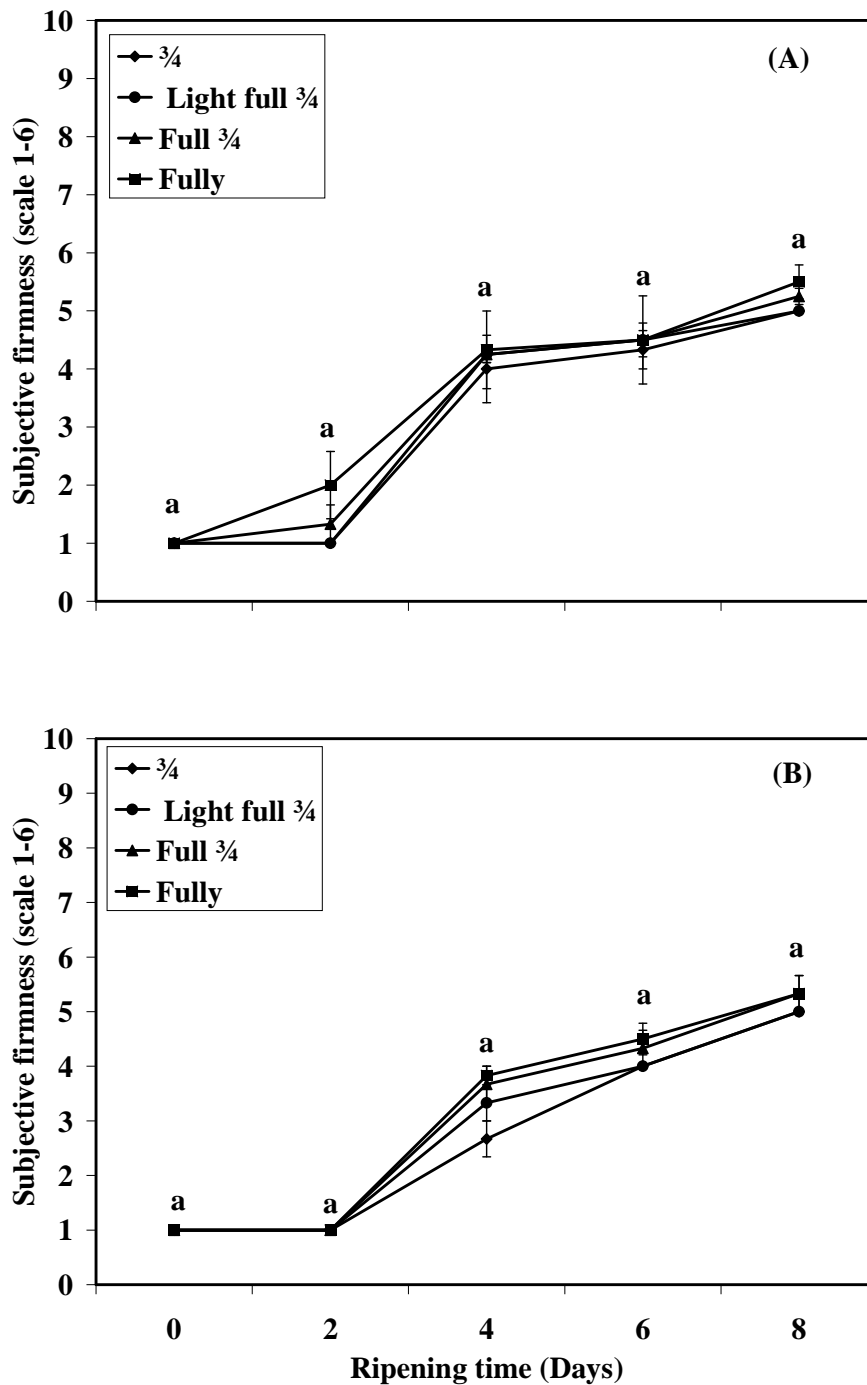 10
9
8
7
6
5
4
3
2
1
0
Subjective firmness (scale 1-6)
¾
Light full ¾
Full ¾
Fully
(A)
a
a
a
a
a
10
9
8
7
6
5
4
3
2
1
0
Subjective firmness (scale 1-6)
¾
Light full ¾
Full ¾
Fully
(B)
a
a
a
a
a
0 2 4 6 8
Ripening time (Days)